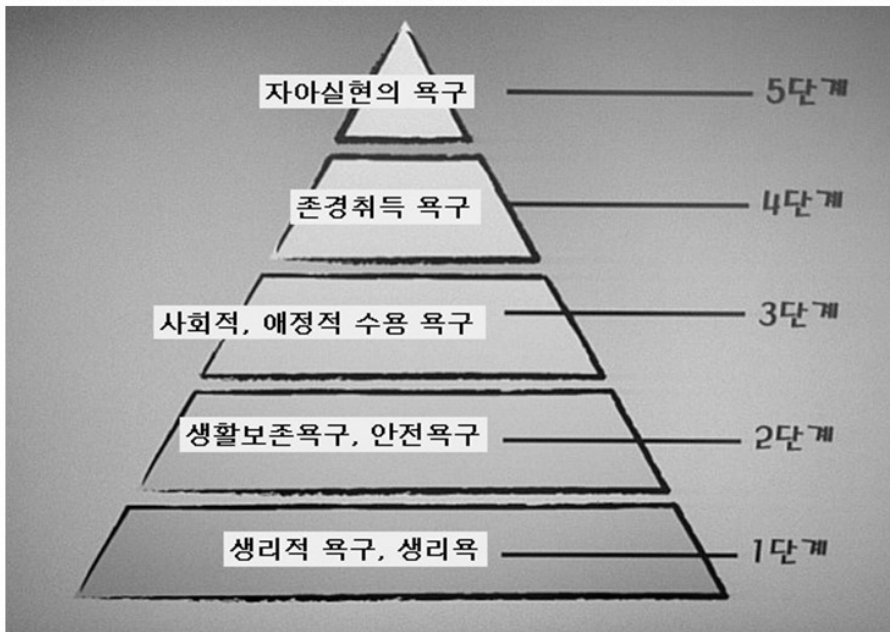 자아실현의 욕구 5단계
존경취득 욕구 4단계
사회적, 애정적 수용 욕구 3단계
생활보존욕구, 안전욕구 2단계
생리적 욕구, 생리욕 1단계